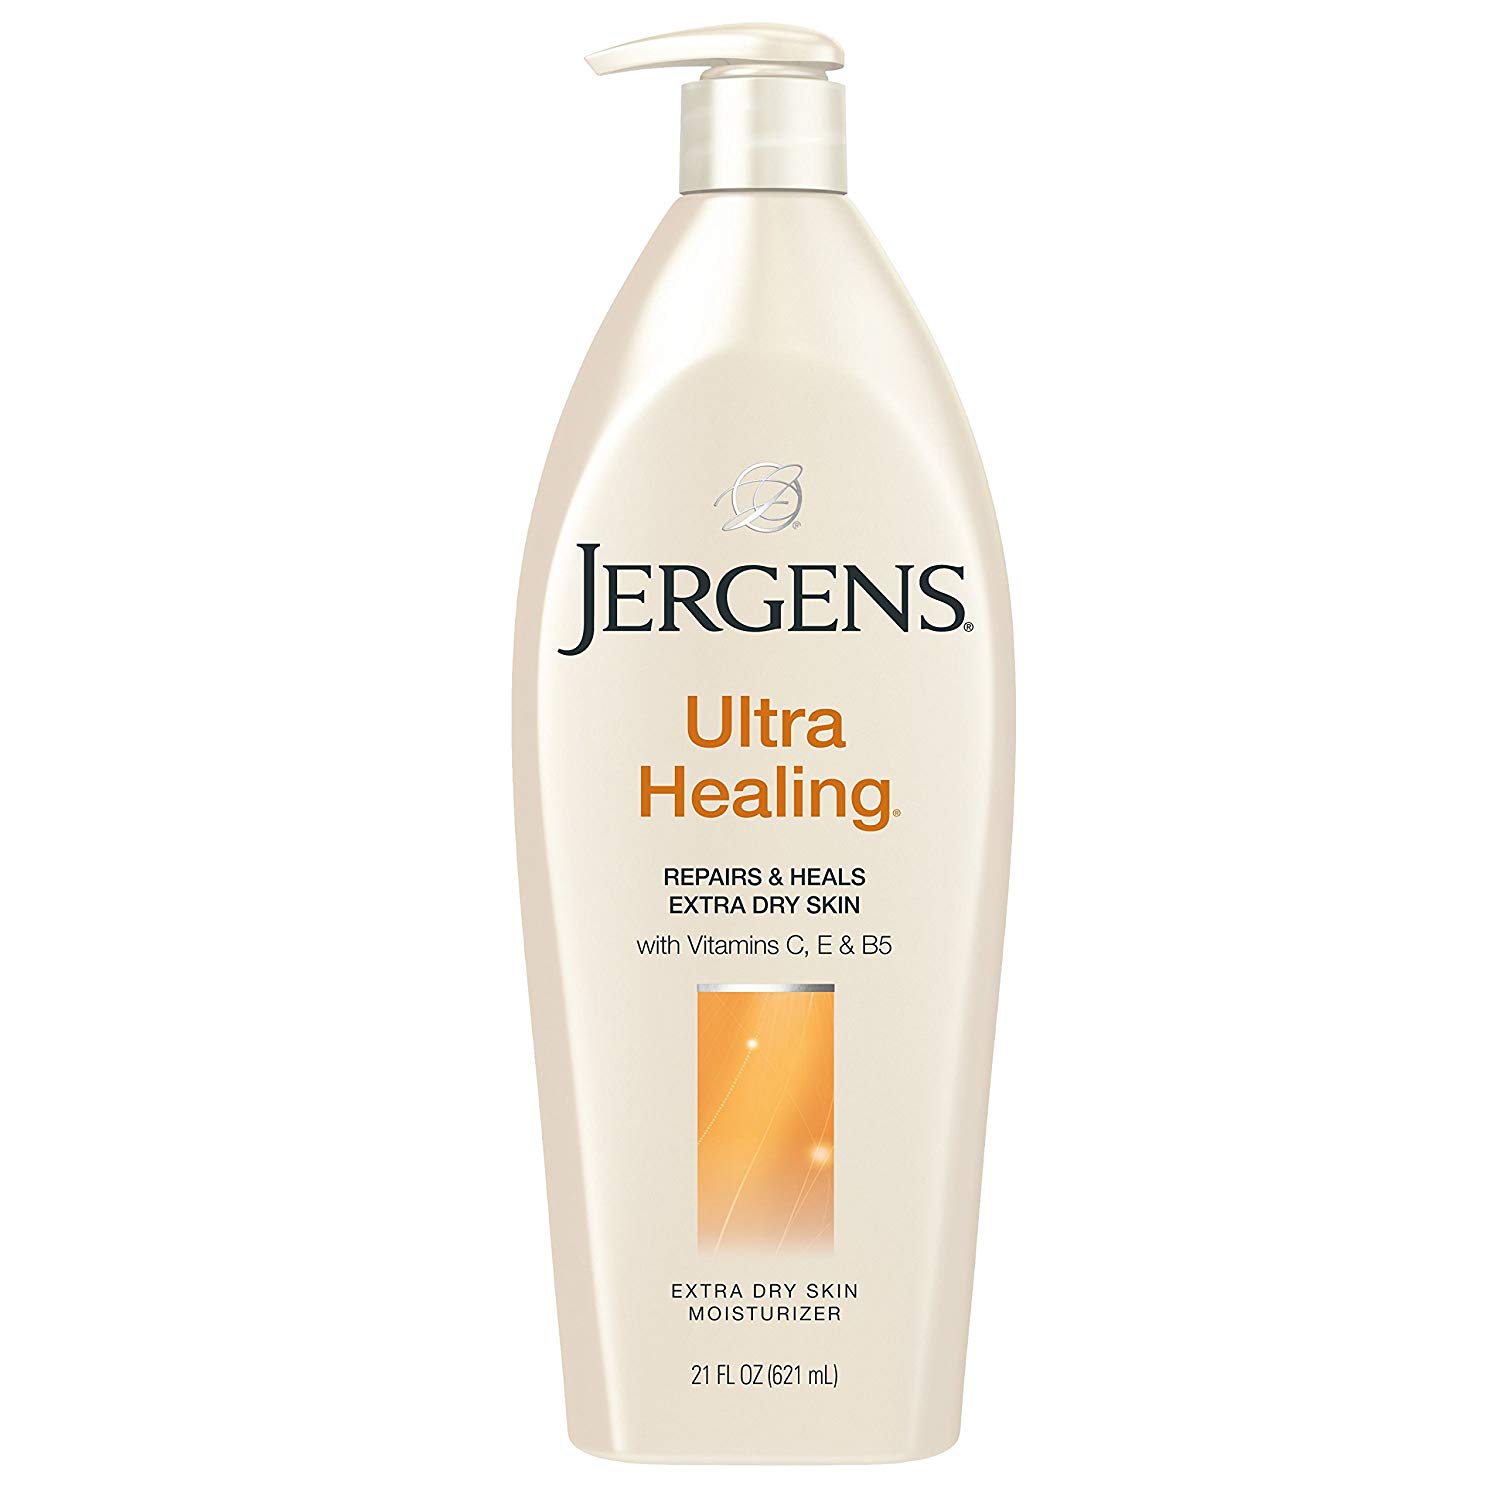 JERGENS®
Ultra
Healing®
REPAIRS & HEALS
EXTRA DRY SKIN
with Vitamins C, E & B5
EXTRA DRY SKIN
MOISTURIZER
21 FL OZ (621 mL)